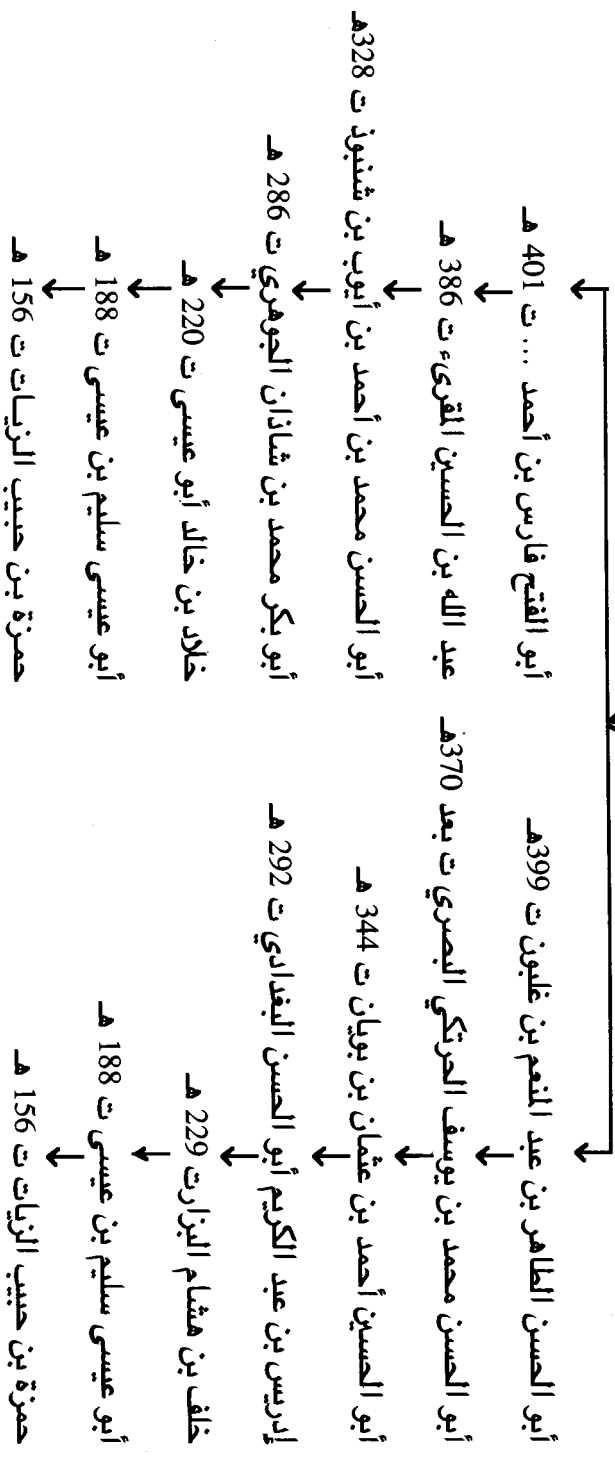 أبو الحسن الطاهر بن عبد المنعم بن غلبون ت 399هـ
أبو الحسن محمد بن يوسف الحرتكي البصري ت بعد 370هـ
أبو الحسين أحمد بن عثمان بن بويان ت 344 هـ
إدريس بن عبد الكريم أبو الحسن البغدادي ت 292 هـ
خلف بن هشام البزار ت 229 هـ
أبو عيسى سليم بن عيسى ت 188 هـ
حمزة بن حبيب الزيات ت 156 هـ
أبو الفتح فارس بن أحمد ... ت 401 هـ
عبد الله بن الحسين المقرىء ت 386 هـ
أبو الحسن محمد بن أحمد بن أيوب بن شنبوذ ت 328هـ
أبو بكر محمد بن شاذان الجوهري ت 286 هـ
خلاد بن خالد أبو عيسى ت 220 هـ
أبو عيسى سليم بن عيسى ت 188 هـ
حمزة بن حبيب الزيات ت 156 هـ